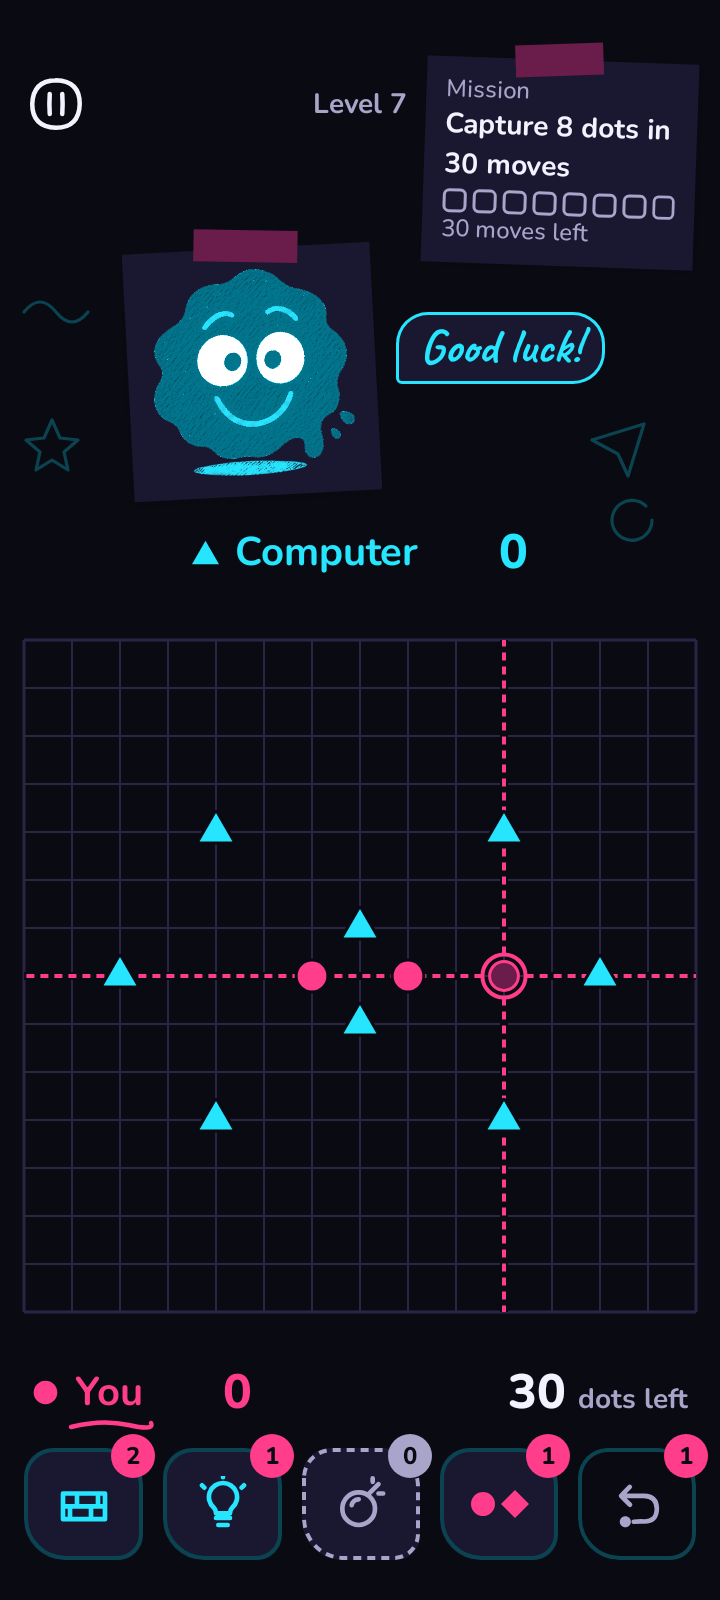 Level 7
Mission
Capture 8 dots in
30 moves
30 moves left
Good luck!
Computer 0
You 0
30 dots left
2 1 0 1 1